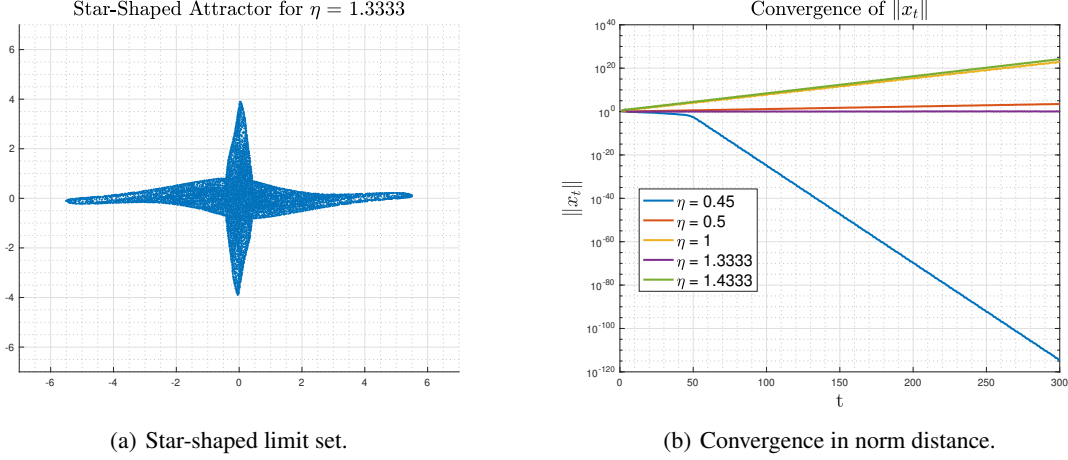 Star-Shaped Attractor for η = 1.3333
6
4
2
0
-2
-4
-6
-6 -4 -2 0 2 4 6
(a) Star-shaped limit set.
Convergence of ∥x_t∥
10^40
10^20
10^0
10^-20
10^-40
10^-60
10^-80
10^-100
10^-120
∥x_t∥
η = 0.45
η = 0.5
η = 1
η = 1.3333
η = 1.4333
0 50 100 150 200 250 300
t
(b) Convergence in norm distance.